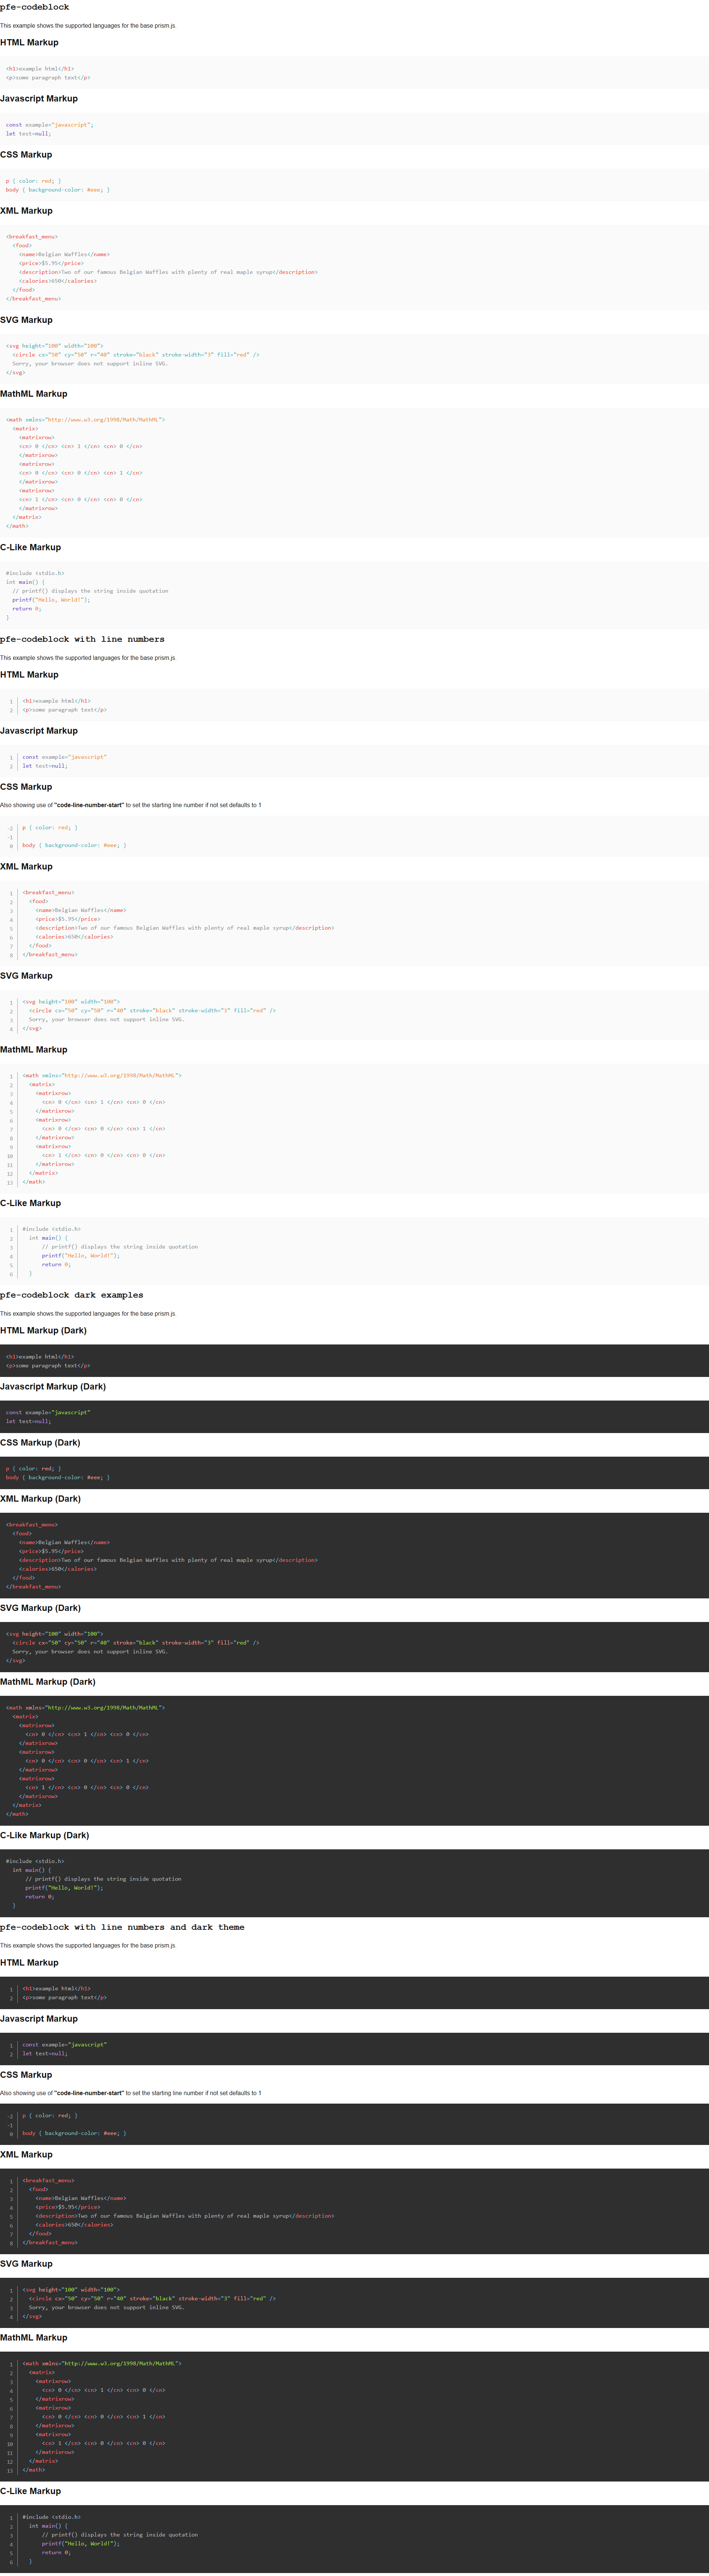 pfe-codeblock
This example shows the supported languages for the base prism.js.
HTML Markup
<h1>example html</h1>
<p>some paragraph text</p>
Javascript Markup
const example="javascript";
let test=null;
CSS Markup
p { color: red; }
body { background-color: #eee; }
XML Markup
<breakfast_menu>
  <food>
    <name>Belgian Waffles</name>
    <price>$5.95</price>
    <description>Two of our famous Belgian Waffles with plenty of real maple syrup</description>
    <calories>650</calories>
  </food>
</breakfast_menu>
SVG Markup
<svg height="100" width="100">
  <circle cx="50" cy="50" r="40" stroke="black" stroke-width="3" fill="red" />
  Sorry, your browser does not support inline SVG.
</svg>
MathML Markup
<math xmlns="http://www.w3.org/1998/Math/MathML">
  <matrix>
    <matrixrow>
    <cn> 0 </cn> <cn> 1 </cn> <cn> 0 </cn>
    </matrixrow>
    <matrixrow>
    <cn> 0 </cn> <cn> 0 </cn> <cn> 1 </cn>
    </matrixrow>
    <matrixrow>
    <cn> 1 </cn> <cn> 0 </cn> <cn> 0 </cn>
    </matrixrow>
  </matrix>
</math>
C-Like Markup
#include <stdio.h>
int main() {
  // printf() displays the string inside quotation
  printf("Hello, World!");
  return 0;
}
pfe-codeblock with line numbers
This example shows the supported languages for the base prism.js.
HTML Markup
1 <h1>example html</h1>
2 <p>some paragraph text</p>
Javascript Markup
1 const example="javascript"
2 let test=null;
CSS Markup
Also showing use of "code-line-number-start" to set the starting line number if not set defaults to 1
-2 p { color: red; }
-1
0 body { background-color: #eee; }
XML Markup
1 <breakfast_menu>
2   <food>
3     <name>Belgian Waffles</name>
4     <price>$5.95</price>
5     <description>Two of our famous Belgian Waffles with plenty of real maple syrup</description>
6     <calories>650</calories>
7   </food>
8 </breakfast_menu>
SVG Markup
1 <svg height="100" width="100">
2   <circle cx="50" cy="50" r="40" stroke="black" stroke-width="3" fill="red" />
3   Sorry, your browser does not support inline SVG.
4 </svg>
MathML Markup
1 <math xmlns="http://www.w3.org/1998/Math/MathML">
2   <matrix>
3     <matrixrow>
4       <cn> 0 </cn> <cn> 1 </cn> <cn> 0 </cn>
5     </matrixrow>
6     <matrixrow>
7       <cn> 0 </cn> <cn> 0 </cn> <cn> 1 </cn>
8     </matrixrow>
9     <matrixrow>
10       <cn> 1 </cn> <cn> 0 </cn> <cn> 0 </cn>
11     </matrixrow>
12   </matrix>
13 </math>
C-Like Markup
1 #include <stdio.h>
2   int main() {
3       // printf() displays the string inside quotation
4       printf("Hello, World!");
5       return 0;
6   }
pfe-codeblock dark examples
This example shows the supported languages for the base prism.js.
HTML Markup (Dark)
<h1>example html</h1>
<p>some paragraph text</p>
Javascript Markup (Dark)
const example="javascript"
let test=null;
CSS Markup (Dark)
p { color: red; }
body { background-color: #eee; }
XML Markup (Dark)
<breakfast_menu>
  <food>
    <name>Belgian Waffles</name>
    <price>$5.95</price>
    <description>Two of our famous Belgian Waffles with plenty of real maple syrup</description>
    <calories>650</calories>
  </food>
</breakfast_menu>
SVG Markup (Dark)
<svg height="100" width="100">
  <circle cx="50" cy="50" r="40" stroke="black" stroke-width="3" fill="red" />
  Sorry, your browser does not support inline SVG.
</svg>
MathML Markup (Dark)
<math xmlns="http://www.w3.org/1998/Math/MathML">
  <matrix>
    <matrixrow>
      <cn> 0 </cn> <cn> 1 </cn> <cn> 0 </cn>
    </matrixrow>
    <matrixrow>
      <cn> 0 </cn> <cn> 0 </cn> <cn> 1 </cn>
    </matrixrow>
    <matrixrow>
      <cn> 1 </cn> <cn> 0 </cn> <cn> 0 </cn>
    </matrixrow>
  </matrix>
</math>
C-Like Markup (Dark)
#include <stdio.h>
  int main() {
      // printf() displays the string inside quotation
      printf("Hello, World!");
      return 0;
  }
pfe-codeblock with line numbers and dark theme
This example shows the supported languages for the base prism.js.
HTML Markup
1 <h1>example html</h1>
2 <p>some paragraph text</p>
Javascript Markup
1 const example="javascript"
2 let test=null;
CSS Markup
Also showing use of "code-line-number-start" to set the starting line number if not set defaults to 1
-2 p { color: red; }
-1
0 body { background-color: #eee; }
XML Markup
1 <breakfast_menu>
2   <food>
3     <name>Belgian Waffles</name>
4     <price>$5.95</price>
5     <description>Two of our famous Belgian Waffles with plenty of real maple syrup</description>
6     <calories>650</calories>
7   </food>
8 </breakfast_menu>
SVG Markup
1 <svg height="100" width="100">
2   <circle cx="50" cy="50" r="40" stroke="black" stroke-width="3" fill="red" />
3   Sorry, your browser does not support inline SVG.
4 </svg>
MathML Markup
1 <math xmlns="http://www.w3.org/1998/Math/MathML">
2   <matrix>
3     <matrixrow>
4       <cn> 0 </cn> <cn> 1 </cn> <cn> 0 </cn>
5     </matrixrow>
6     <matrixrow>
7       <cn> 0 </cn> <cn> 0 </cn> <cn> 1 </cn>
8     </matrixrow>
9     <matrixrow>
10       <cn> 1 </cn> <cn> 0 </cn> <cn> 0 </cn>
11     </matrixrow>
12   </matrix>
13 </math>
C-Like Markup
1 #include <stdio.h>
2   int main() {
3       // printf() displays the string inside quotation
4       printf("Hello, World!");
5       return 0;
6   }